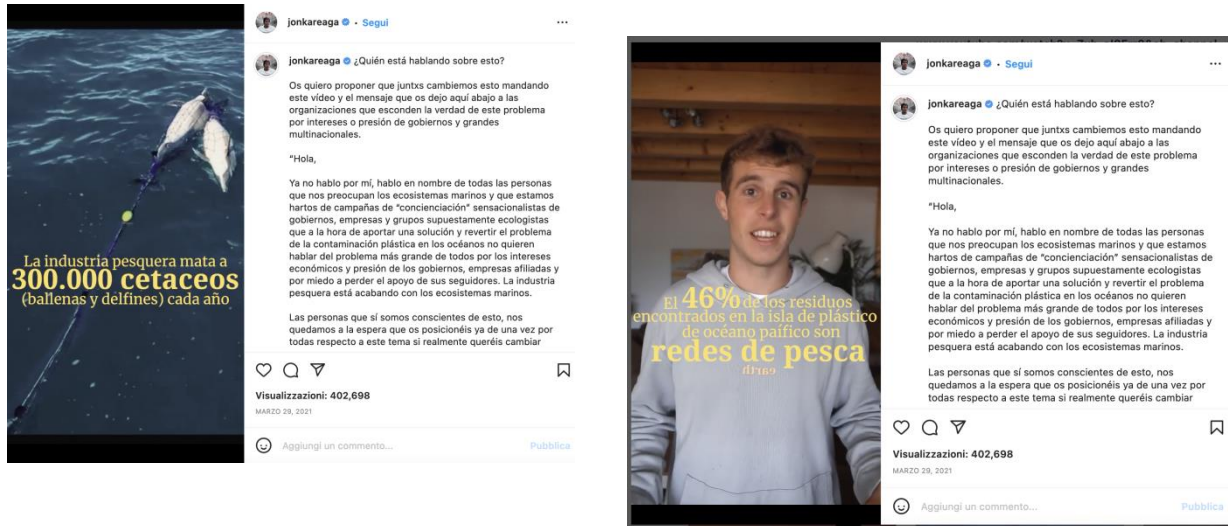 La industria pesquera mata a
300.000 cetaceos
(ballenas y delfines) cada año
jonkareaga • Segui
jonkareaga ¿Quién está hablando sobre esto?
Os quiero proponer que juntxs cambiemos esto mandando
este vídeo y el mensaje que os dejo aquí abajo a las
organizaciones que esconden la verdad de este problema
por intereses o presión de gobiernos y grandes
multinacionales.
"Hola,
Ya no hablo por mí, hablo en nombre de todas las personas
que nos preocupan los ecosistemas marinos y que estamos
hartos de campañas de "concienciación" sensacionalistas de
gobiernos, empresas y grupos supuestamente ecologistas
que a la hora de aportar una solución y revertir el problema
de la contaminación plástica en los océanos no quieren
hablar del problema más grande de todos por los intereses
económicos y presión de los gobiernos, empresas afiliadas y
por miedo a perder el apoyo de sus seguidores. La industria
pesquera está acabando con los ecosistemas marinos.
Las personas que sí somos conscientes de esto, nos
quedamos a la espera que os posicionéis ya de una vez por
todas respecto a este tema si realmente queréis cambiar
Visualizzazioni: 402,698
MARZO 29, 2021
Aggiungi un commento...
Pubblica
El 46% de los residuos
encontrados en la isla de plástico
de océano paífico son
redes de pesca
earth
jonkareaga • Segui
jonkareaga ¿Quién está hablando sobre esto?
Os quiero proponer que juntxs cambiemos esto mandando
este vídeo y el mensaje que os dejo aquí abajo a las
organizaciones que esconden la verdad de este problema
por intereses o presión de gobiernos y grandes
multinacionales.
"Hola,
Ya no hablo por mí, hablo en nombre de todas las personas
que nos preocupan los ecosistemas marinos y que estamos
hartos de campañas de "concienciación" sensacionalistas de
gobiernos, empresas y grupos supuestamente ecologistas
que a la hora de aportar una solución y revertir el problema
de la contaminación plástica en los océanos no quieren
hablar del problema más grande de todos por los intereses
económicos y presión de los gobiernos, empresas afiliadas y
por miedo a perder el apoyo de sus seguidores. La industria
pesquera está acabando con los ecosistemas marinos.
Las personas que sí somos conscientes de esto, nos
quedamos a la espera que os posicionéis ya de una vez por
todas respecto a este tema si realmente queréis cambiar
Visualizzazioni: 402,698
MARZO 29, 2021
Aggiungi un commento...
Pubblica